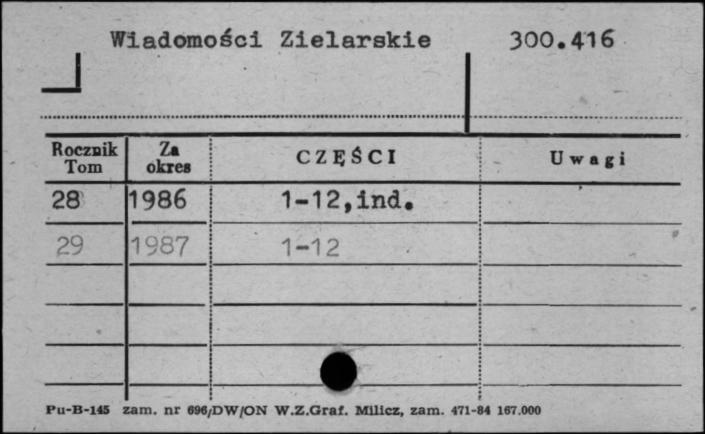 Wiadomości Zielarskie 300.416
Rocznik Tom Za okres CZĘŚCI Uwagi
28 1986 1-12,ind.
29 1987 1-12
Pu-B-145 zam. nr 696/DW/ON W.Z.Graf. Milicz, zam. 471-84 167.000